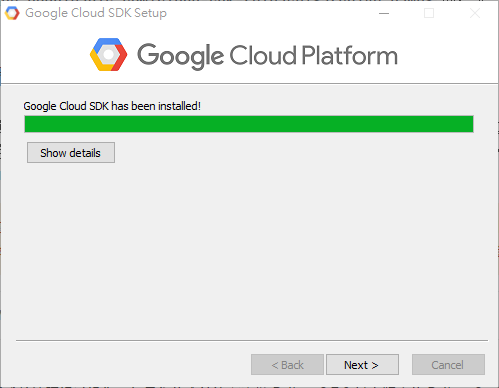 Google Cloud SDK Setup
Google Cloud Platform
Google Cloud SDK has been installed!
Show details
< Back
Next >
Cancel